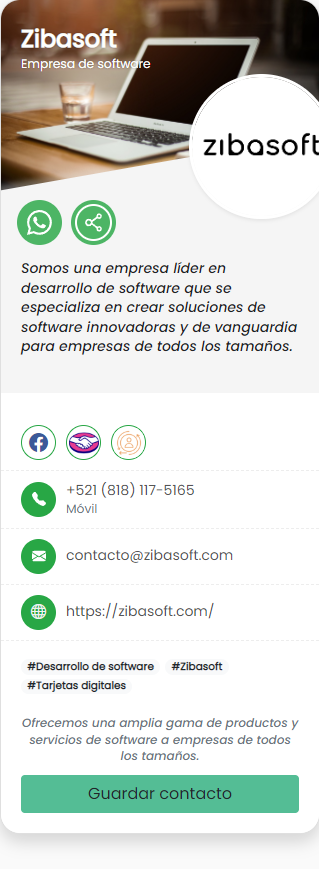 Zibasoft
Empresa de software
zıbasoft
Somos una empresa líder en
desarrollo de software que se
especializa en crear soluciones de
software innovadoras y de vanguardia
para empresas de todos los tamaños.
+521 (818) 117-5165
Móvil
contacto@zibasoft.com
https://zibasoft.com/
#Desarrollo de software #Zibasoft
#Tarjetas digitales
Ofrecemos una amplia gama de productos y
servicios de software a empresas de todos
los tamaños.
Guardar contacto